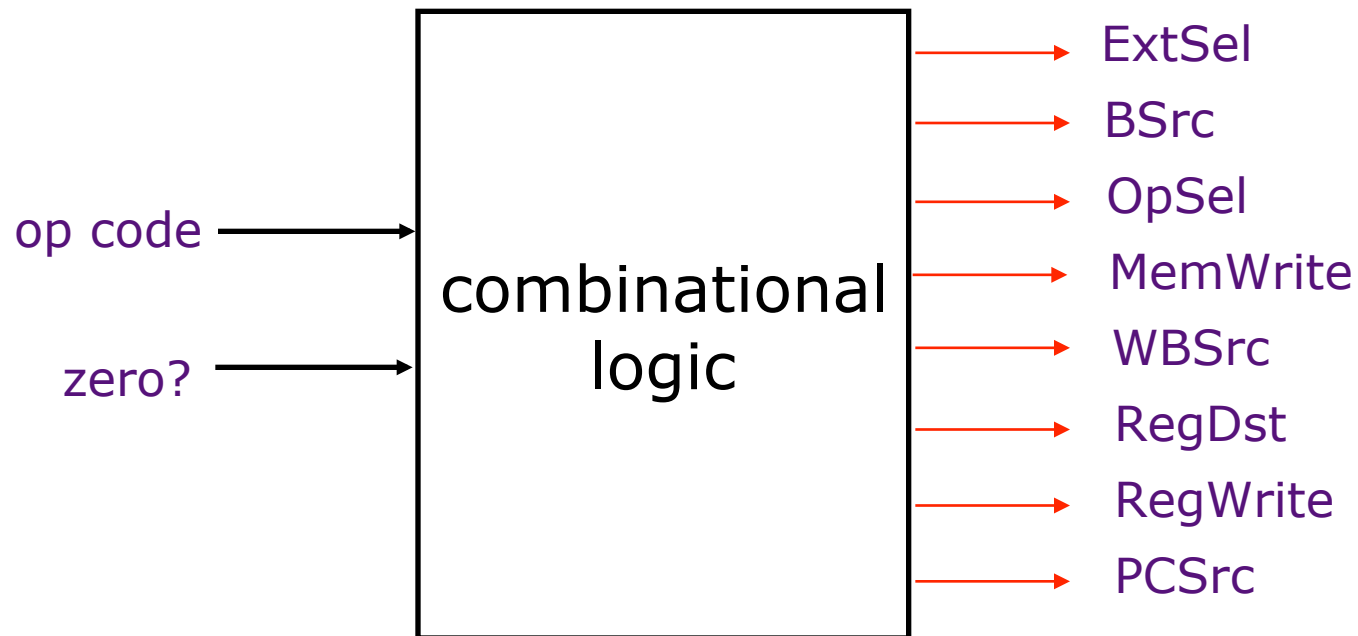 op code
zero?
combinational
logic
ExtSel
BSrc
OpSel
MemWrite
WBSrc
RegDst
RegWrite
PCSrc